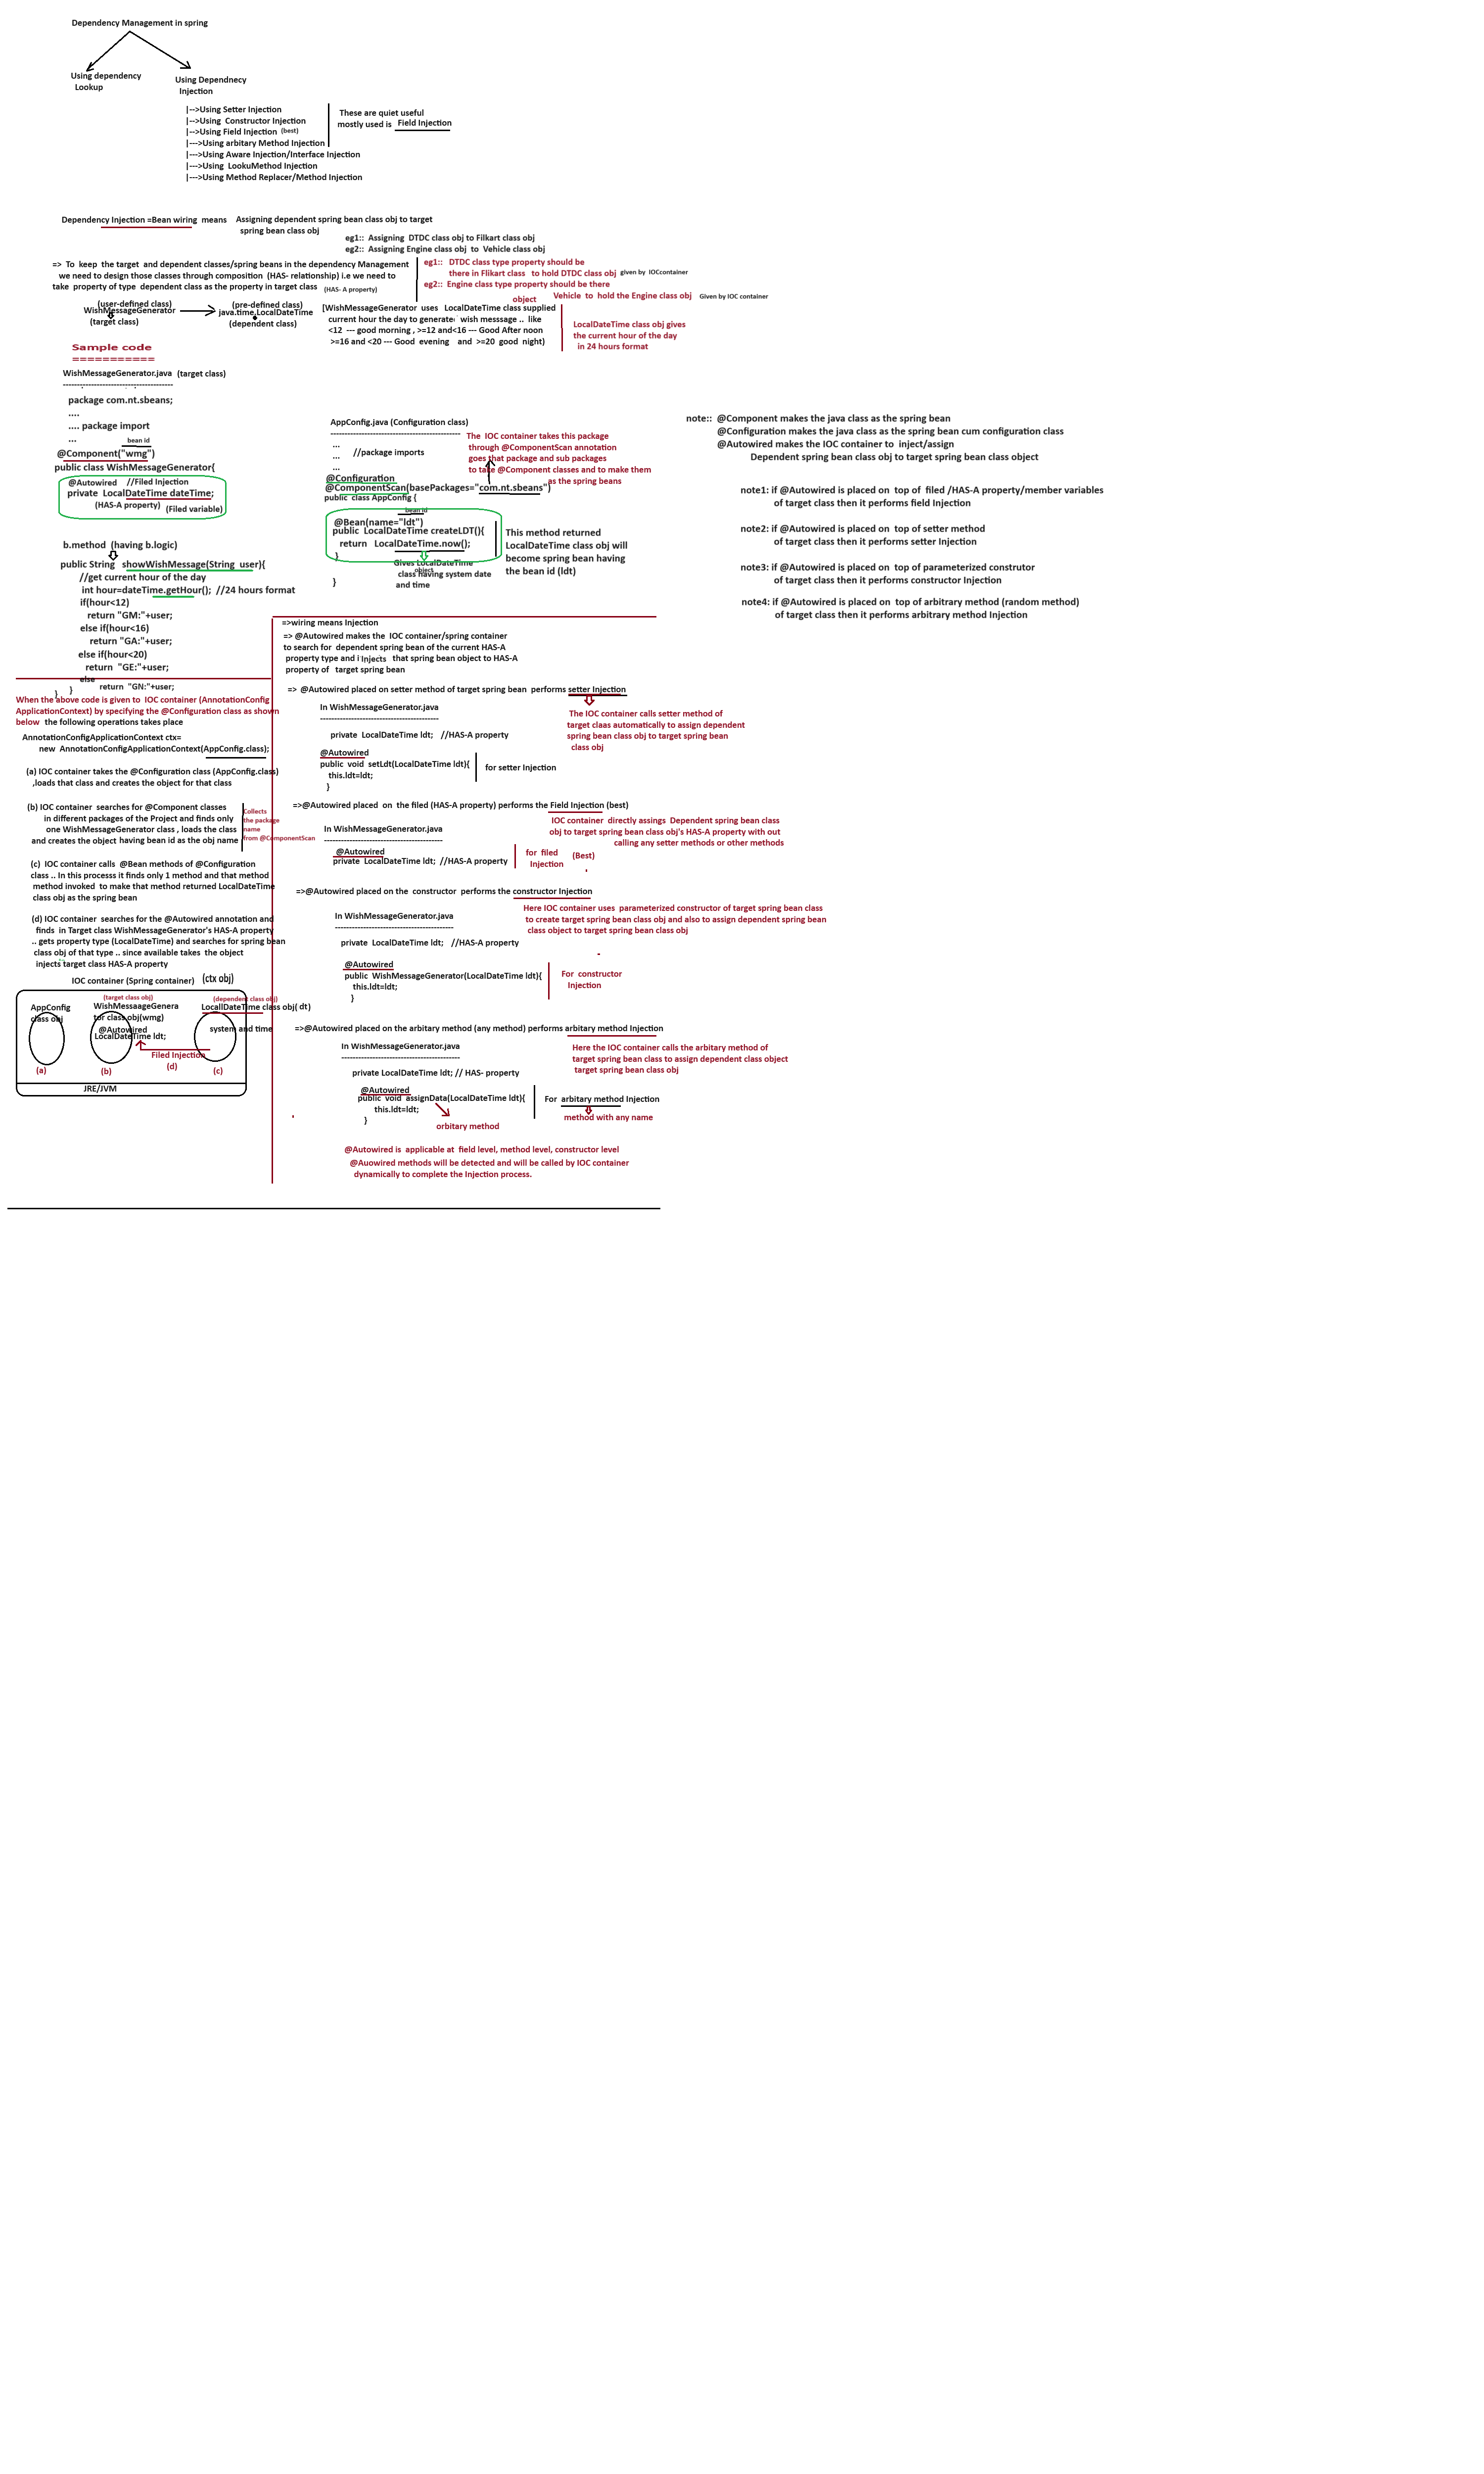 Dependency Management in spring
Using dependency
Lookup
Using Dependnecy
Injection
|-->Using Setter Injection
|-->Using Constructor Injection
|-->Using Field Injection (best)
|--->Using arbitary Method Injection
|--->Using Aware Injection/Interface Injection
|--->Using LookuMethod Injection
|--->Using Method Replacer/Method Injection
These are quiet useful
mostly used is Field Injection
Dependency Injection =Bean wiring means Assigning dependent spring bean class obj to target
spring bean class obj
eg1:: Assigning DTDC class obj to Filkart class obj
eg2:: Assigning Engine class obj to Vehicle class obj
=> To keep the target and dependent classes/spring beans in the dependency Management
we need to design those classes through composition (HAS- relationship) i.e we need to
take property of type dependent class as the property in target class (HAS- A property)
eg1:: DTDC class type property should be
there in Flikart class to hold DTDC class obj given by IOCcontainer
eg2:: Engine class type property should be there
object Vehicle to hold the Engine class obj Given by IOC container
(user-defined class)
WishMessageGenerator
(target class)
(pre-defined class)
java.time.LocalDateTime
(dependent class)
[WishMessageGenerator uses LocalDateTime class supplied
current hour the day to generate wish messsage .. like
<12 --- good morning , >=12 and<16 --- Good After noon
>=16 and <20 --- Good evening and >=20 good night)
LocalDateTime class obj gives
the current hour of the day
in 24 hours format
Sample code
===========
WishMessageGenerator.java (target class)
---------------------------------------
package com.nt.sbeans;
....
.... package import
...
bean id
@Component("wmg")
public class WishMessageGenerator{
@Autowired //Filed Injection
private LocalDateTime dateTime;
(HAS-A property) (Filed variable)
b.method (having b.logic)
public String showWishMessage(String user){
//get current hour of the day
int hour=dateTime.getHour(); //24 hours format
if(hour<12)
return "GM:"+user;
else if(hour<16)
return "GA:"+user;
else if(hour<20)
return "GE:"+user;
else
return "GN:"+user;
}
}
AppConfig.java (Configuration class)
----------------------------------------------
...
... //package imports
...
@Configuration
@ComponentScan(basePackages="com.nt.sbeans")
public class AppConfig {
bean id
@Bean(name="ldt")
public LocalDateTime createLDT(){
return LocalDateTime.now();
}
Gives LocalDateTime
object
class having system date
and time
}
The IOC container takes this package
through @ComponentScan annotation
goes that package and sub packages
to take @Component classes and to make them
as the spring beans
This method returned
LocalDateTime class obj will
become spring bean having
the bean id (ldt)
note:: @Component makes the java class as the spring bean
@Configuration makes the java class as the spring bean cum configuration class
@Autowired makes the IOC container to inject/assign
Dependent spring bean class obj to target spring bean class object
note1: if @Autowired is placed on top of filed /HAS-A property/member variables
of target class then it performs field Injection
note2: if @Autowired is placed on top of setter method
of target class then it performs setter Injection
note3: if @Autowired is placed on top of parameterized construtor
of target class then it performs constructor Injection
note4: if @Autowired is placed on top of arbitrary method (random method)
of target class then it performs arbitrary method Injection
When the above code is given to IOC container (AnnotationConfig
ApplicationContext) by specifying the @Configuration class as shown
below the following operations takes place
AnnotationConfigApplicationContext ctx=
new AnnotationConfigApplicationContext(AppConfig.class);
(a) IOC container takes the @Configuration class (AppConfig.class)
,loads that class and creates the object for that class
(b) IOC container searches for @Component classes
in different packages of the Project and finds only
one WishMessageGenerator class , loads the class
and creates the object having bean id as the obj name
Collects
the package
name
from @ComponentScan
(c) IOC container calls @Bean methods of @Configuration
class .. In this processs it finds only 1 method and that method
method invoked to make that method returned LocalDateTime
class obj as the spring bean
(d) IOC container searches for the @Autowired annotation and
finds in Target class WishMessageGenerator's HAS-A property
.. gets property type (LocalDateTime) and searches for spring bean
class obj of that type .. since available takes the object
injects target class HAS-A property
IOC container (Spring container) (ctx obj)
AppConfig
class obj
(a)
(target class obj)
WishMessaageGenera
tor class obj(wmg)
@Autowired
LocalDateTime ldt;
(b)
(dependent class obj)
LocallDateTime class obj( dt)
system and time
Filed Injection
(d)
(c)
JRE/JVM
=>wiring means Injection
=> @Autowired makes the IOC container/spring container
to search for dependent spring bean of the current HAS-A
property type and i Injects that spring bean object to HAS-A
property of target spring bean
=> @Autowired placed on setter method of target spring bean performs setter Injection
In WishMessageGenerator.java
------------------------------------------
private LocalDateTime ldt; //HAS-A property
@Autowired
public void setLdt(LocalDateTime ldt){
this.ldt=ldt;
}
for setter Injection
The IOC container calls setter method of
target claas automatically to assign dependent
spring bean class obj to target spring bean
class obj
=>@Autowired placed on the filed (HAS-A property) performs the Field Injection (best)
In WishMessageGenerator.java
------------------------------------------
@Autowired
private LocalDateTime ldt; //HAS-A property
for filed
Injection
(Best)
IOC container directly assings Dependent spring bean class
obj to target spring bean class obj's HAS-A property with out
calling any setter methods or other methods
=>@Autowired placed on the constructor performs the constructor Injection
In WishMessageGenerator.java
------------------------------------------
private LocalDateTime ldt; //HAS-A property
@Autowired
public WishMessageGenerator(LocalDateTime ldt){
this.ldt=ldt;
}
For constructor
Injection
Here IOC container uses parameterized constructor of target spring bean class
to create target spring bean class obj and also to assign dependent spring bean
class object to target spring bean class obj
=>@Autowired placed on the arbitary method (any method) performs arbitary method Injection
In WishMessageGenerator.java
------------------------------------------
private LocalDateTime ldt; // HAS- property
@Autowired
public void assignData(LocalDateTime ldt){
this.ldt=ldt;
}
orbitary method
For arbitary method Injection
method with any name
Here the IOC container calls the arbitary method of
target spring bean class to assign dependent class object
target spring bean class obj
@Autowired is applicable at field level, method level, constructor level
@Auowired methods will be detected and will be called by IOC container
dynamically to complete the Injection process.